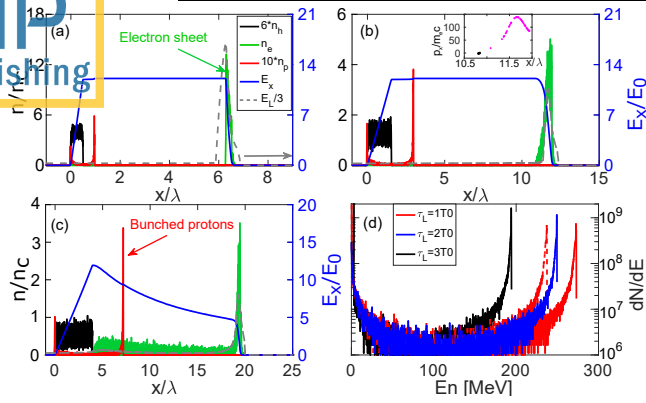 (a)
Electron sheet
6*n_h
n_e
10*n_p
E_x
E_L/3
n/n
18
12
6
0
0 2 4 6 8
x/λ
21
14
7
0
(b)
p_x/m_ec
100
50
0
10.5 11.2 x/λ
6
4
2
0
0 5 10 15
x/λ
21
14
7
0
E_x/E_0
shing
(c)
Bunched protons
n/n_C
4
3
2
1
0
0 5 10 15 20 25
x/λ
20
15
10
5
0
E_x/E_0
(d)
τ_L=1T0
τ_L=2T0
τ_L=3T0
0 100 200 300
En [MeV]
10^9
10^8
10^7
10^6
dN/dE